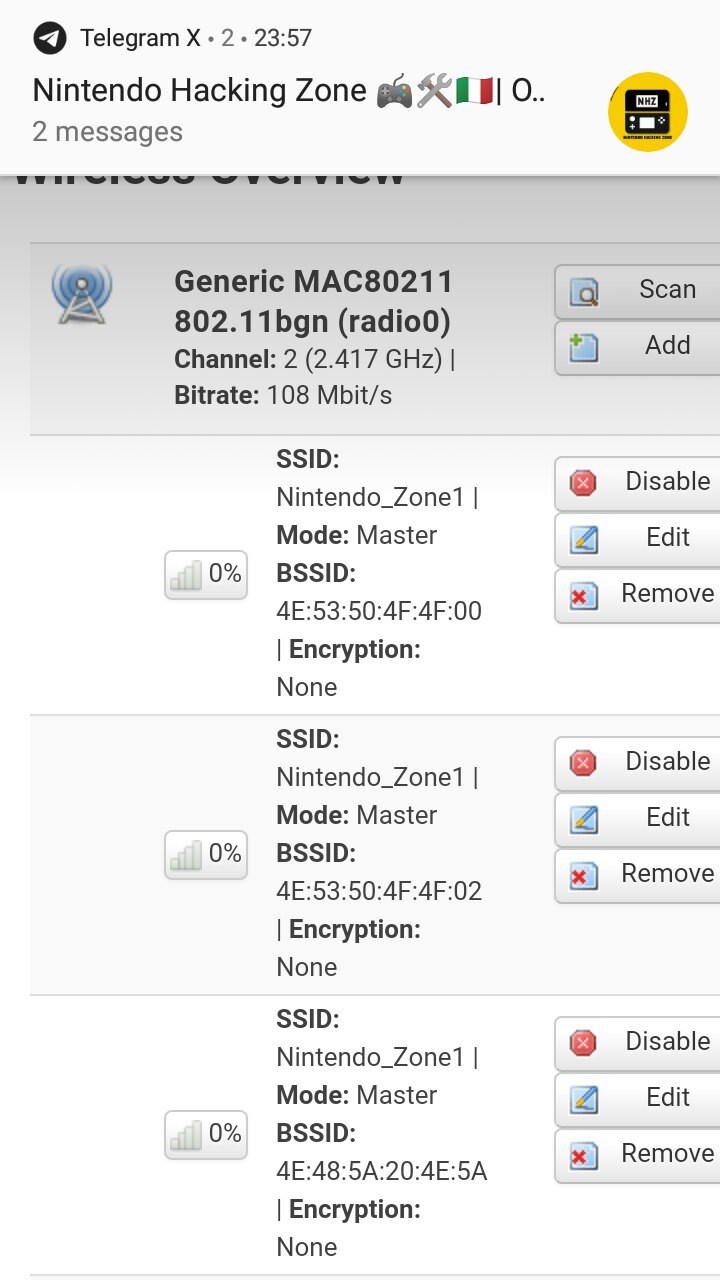 Telegram X • 2 • 23:57
Nintendo Hacking Zone 🎮🛠🇮🇹| O..
2 messages
NHZ
NINTENDO HACKING ZONE
Wireless Overview
Generic MAC80211
802.11bgn (radio0)
Channel: 2 (2.417 GHz) |
Bitrate: 108 Mbit/s
Scan
Add
0%
SSID:
Nintendo_Zone1 |
Mode: Master
BSSID:
4E:53:50:4F:4F:00
| Encryption:
None
Disable
Edit
Remove
0%
SSID:
Nintendo_Zone1 |
Mode: Master
BSSID:
4E:53:50:4F:4F:02
| Encryption:
None
Disable
Edit
Remove
0%
SSID:
Nintendo_Zone1 |
Mode: Master
BSSID:
4E:48:5A:20:4E:5A
| Encryption:
None
Disable
Edit
Remove